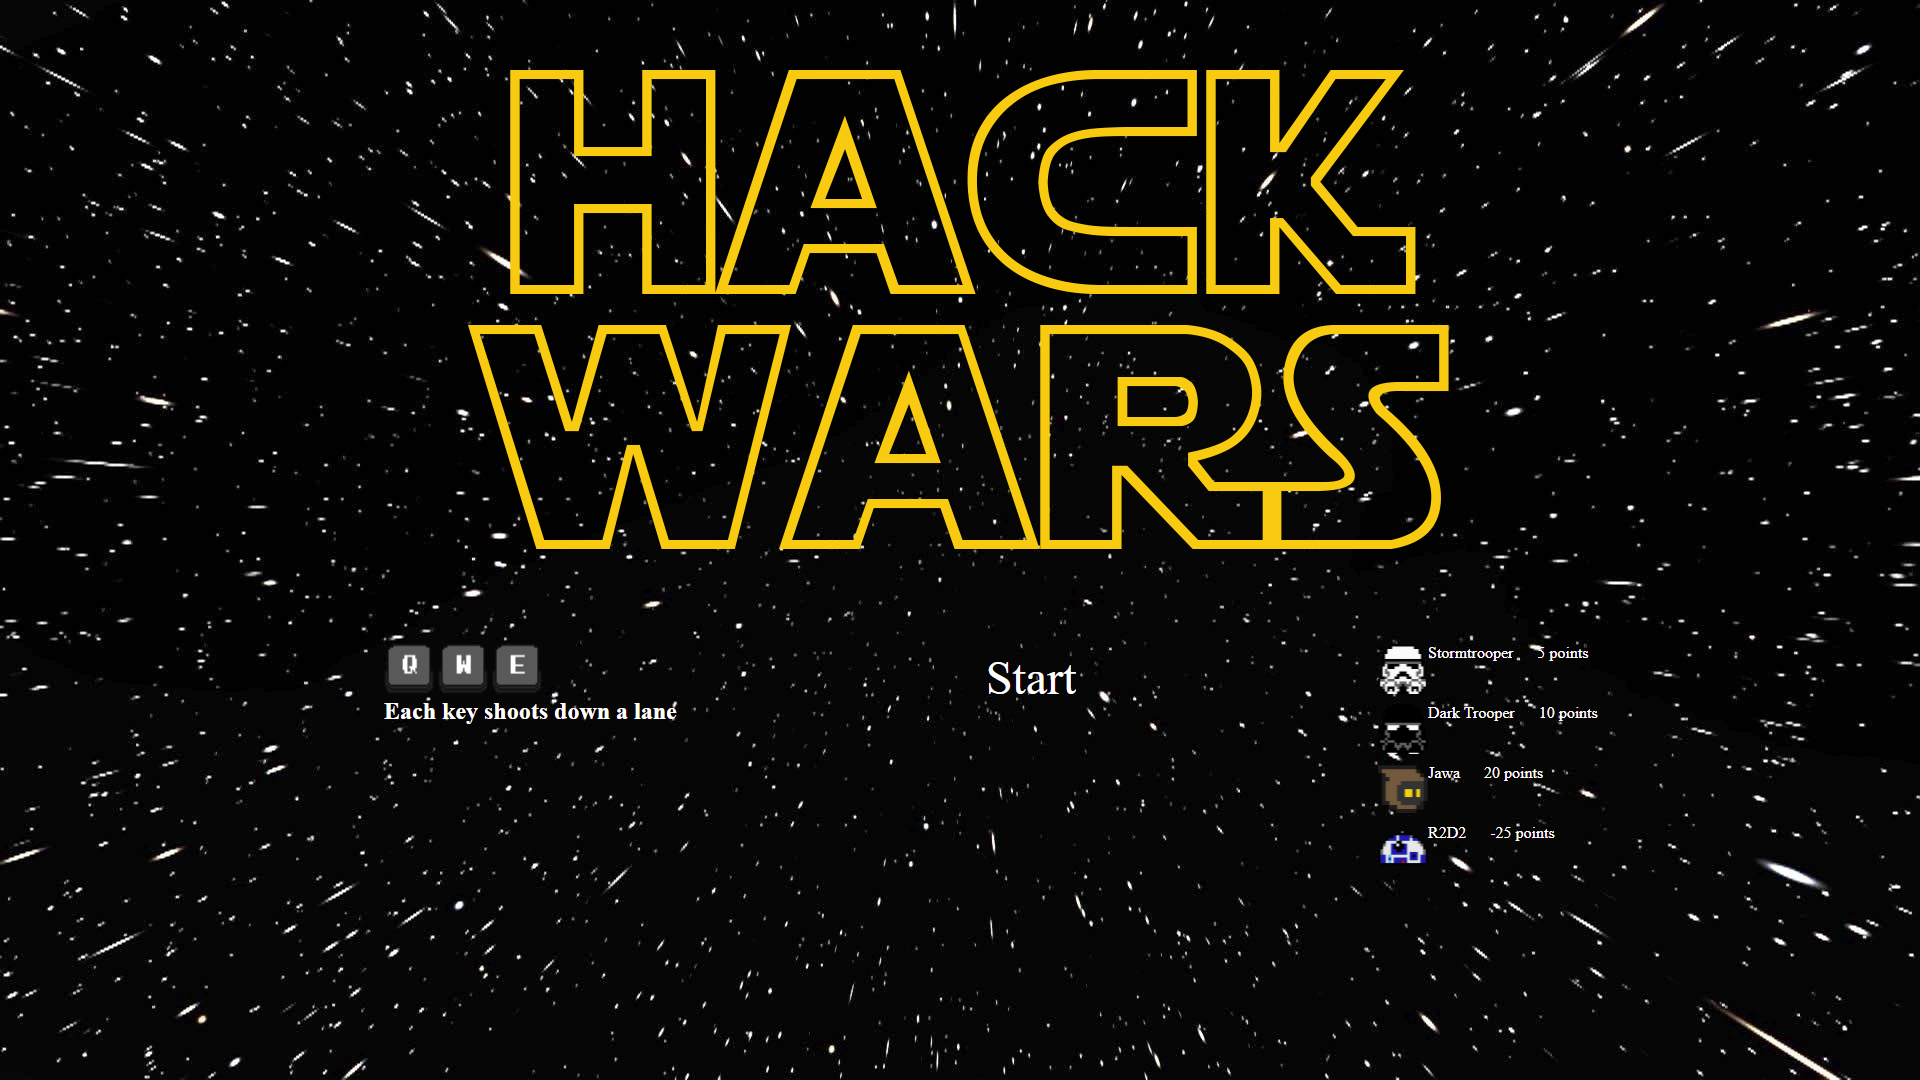 HACK
WARS
Q W E
Each key shoots down a lane
Start
Stormtrooper 5 points
Dark Trooper 10 points
Jawa 20 points
R2D2 -25 points